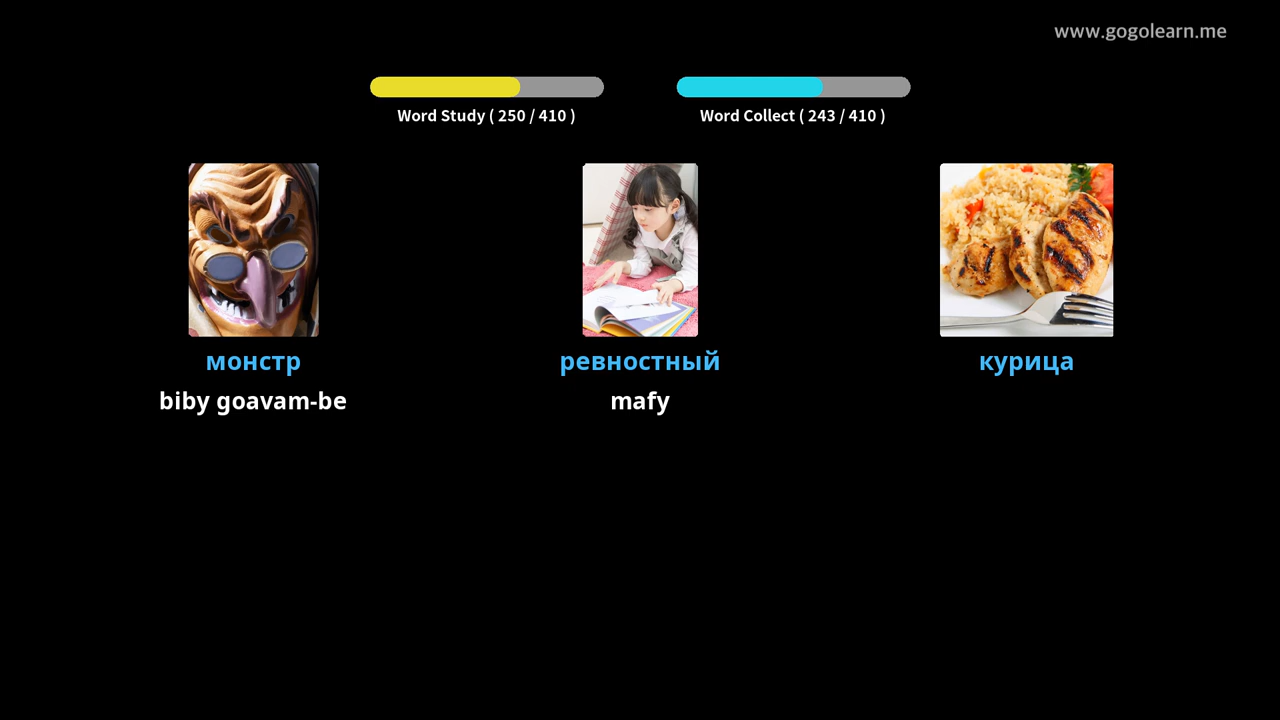 www.gogolearn.me
Word Study ( 250 / 410 )
Word Collect ( 243 / 410 )
монстр
ревностный
курица
biby goavam-be
mafy